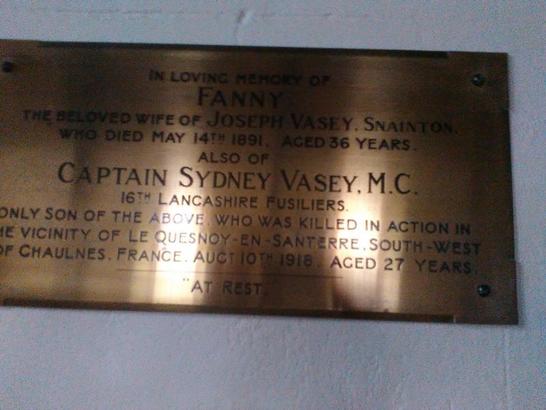 IN LOVING MEMORY OF
FANNY
THE BELOVED WIFE OF JOSEPH VASEY, SNAINTON,
WHO DIED MAY 14TH 1891, AGED 36 YEARS.
ALSO OF
CAPTAIN SYDNEY VASEY, M.C.
16TH LANCASHIRE FUSILIERS.
ONLY SON OF THE ABOVE, WHO WAS KILLED IN ACTION IN
HE VICINITY OF LE QUESNOY-EN-SANTERRE, SOUTH-WEST
OF CHAULNES, FRANCE, AUGT 10TH 1918, AGED 27 YEARS.
"AT REST.